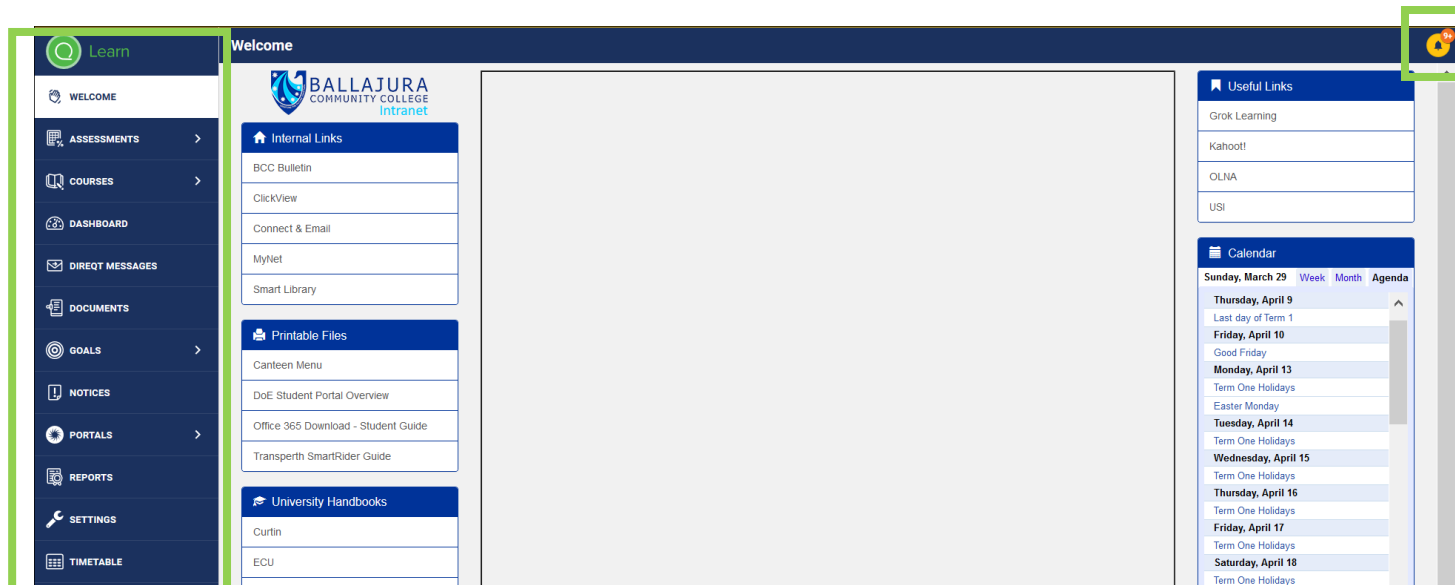 Learn
WELCOME
ASSESSMENTS
COURSES
DASHBOARD
DIREQT MESSAGES
DOCUMENTS
GOALS
NOTICES
PORTALS
REPORTS
SETTINGS
TIMETABLE
Welcome
9+
BALLAJURA
COMMUNITY COLLEGE
Intranet
Internal Links
BCC Bulletin
ClickView
Connect & Email
MyNet
Smart Library
Printable Files
Canteen Menu
DoE Student Portal Overview
Office 365 Download - Student Guide
Transperth SmartRider Guide
University Handbooks
Curtin
ECU
Useful Links
Grok Learning
Kahoot!
OLNA
USI
Calendar
Sunday, March 29 Week Month Agenda
Thursday, April 9
Last day of Term 1
Friday, April 10
Good Friday
Monday, April 13
Term One Holidays
Easter Monday
Tuesday, April 14
Term One Holidays
Wednesday, April 15
Term One Holidays
Thursday, April 16
Term One Holidays
Friday, April 17
Term One Holidays
Saturday, April 18
Term One Holidays